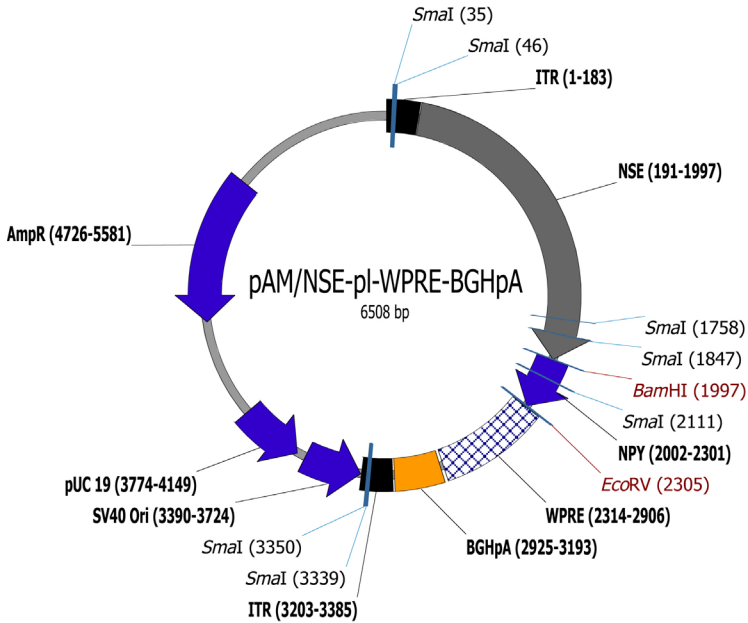 SmaI (35)
SmaI (46)
ITR (1-183)
NSE (191-1997)
AmpR (4726-5581)
pAM/NSE-pl-WPRE-BGHpA
6508 bp
SmaI (1758)
SmaI (1847)
BamHI (1997)
SmaI (2111)
NPY (2002-2301)
EcoRV (2305)
WPRE (2314-2906)
BGHpA (2925-3193)
pUC 19 (3774-4149)
SV40 Ori (3390-3724)
SmaI (3350)
SmaI (3339)
ITR (3203-3385)